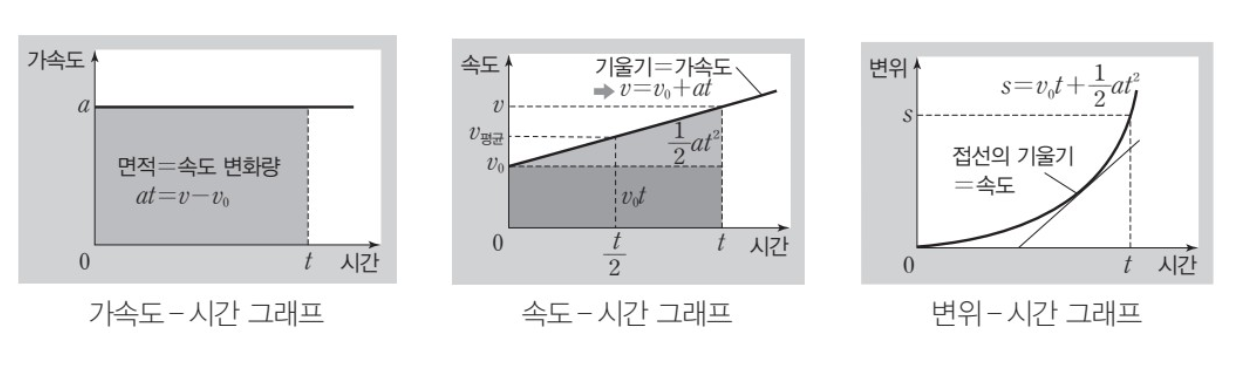 가속도
a
면적=속도 변화량
at=v−v₀
0
t
시간
가속도-시간 그래프
속도
기울기=가속도
➡ v=v₀+at
v
v평균
v₀
½at²
v₀t
0
t/2
t
시간
속도-시간 그래프
변위
s=v₀t+½at²
s
접선의 기울기
=속도
0
t
시간
변위-시간 그래프